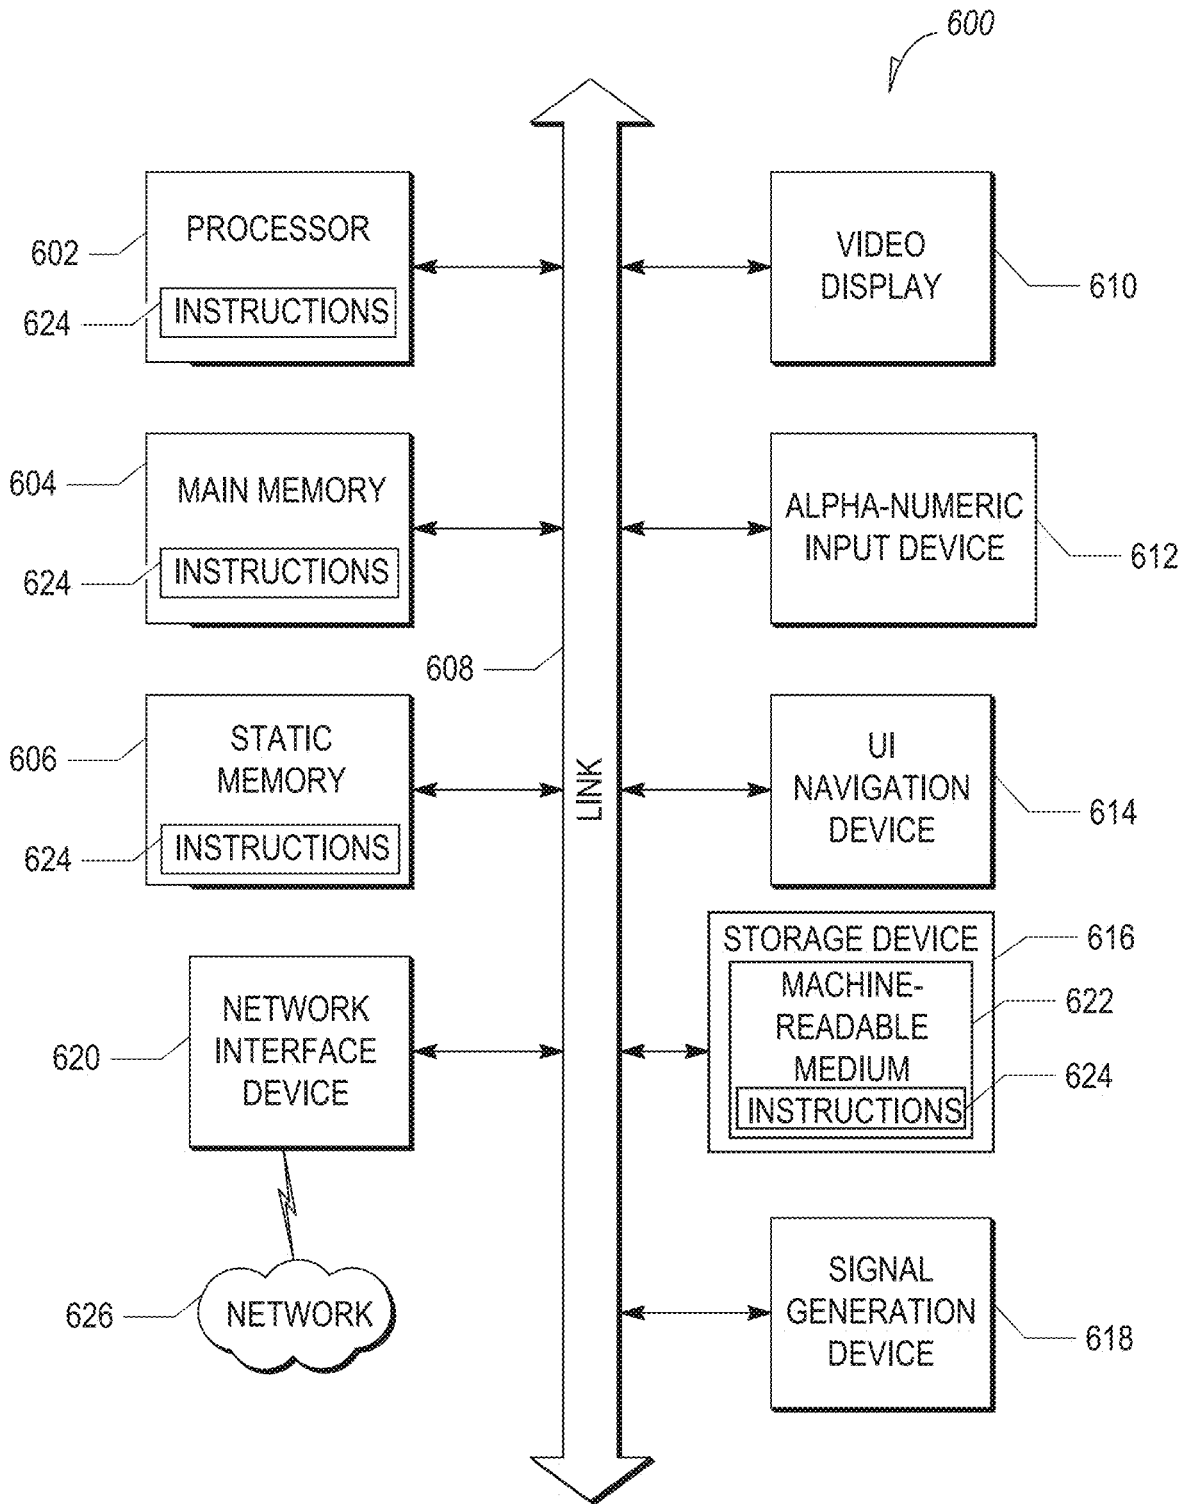 600
PROCESSOR
602
624
INSTRUCTIONS
VIDEO
DISPLAY
610
604
MAIN MEMORY
624
INSTRUCTIONS
ALPHA-NUMERIC
INPUT DEVICE
612
608
LINK
606
STATIC
MEMORY
624
INSTRUCTIONS
UI
NAVIGATION
DEVICE
614
STORAGE DEVICE
616
MACHINE-
READABLE
MEDIUM
622
INSTRUCTIONS
624
NETWORK
INTERFACE
DEVICE
620
626
NETWORK
SIGNAL
GENERATION
DEVICE
618